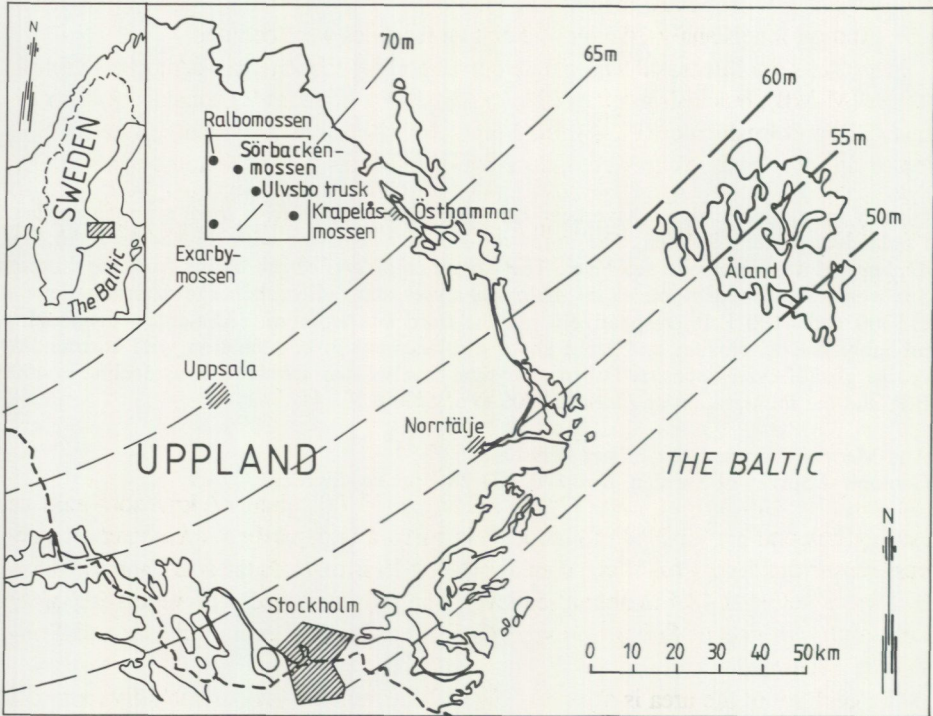 N
SWEDEN
The Baltic
70m
65m
60m
55m
50m
Ralbomossen
Sörbacken-
mossen
Ulvsbo trusk
Krapelås-
mossen
Östhammar
Exarby-
mossen
Åland
Uppsala
Norrtälje
UPPLAND
THE BALTIC
Stockholm
N
0 10 20 30 40 50km